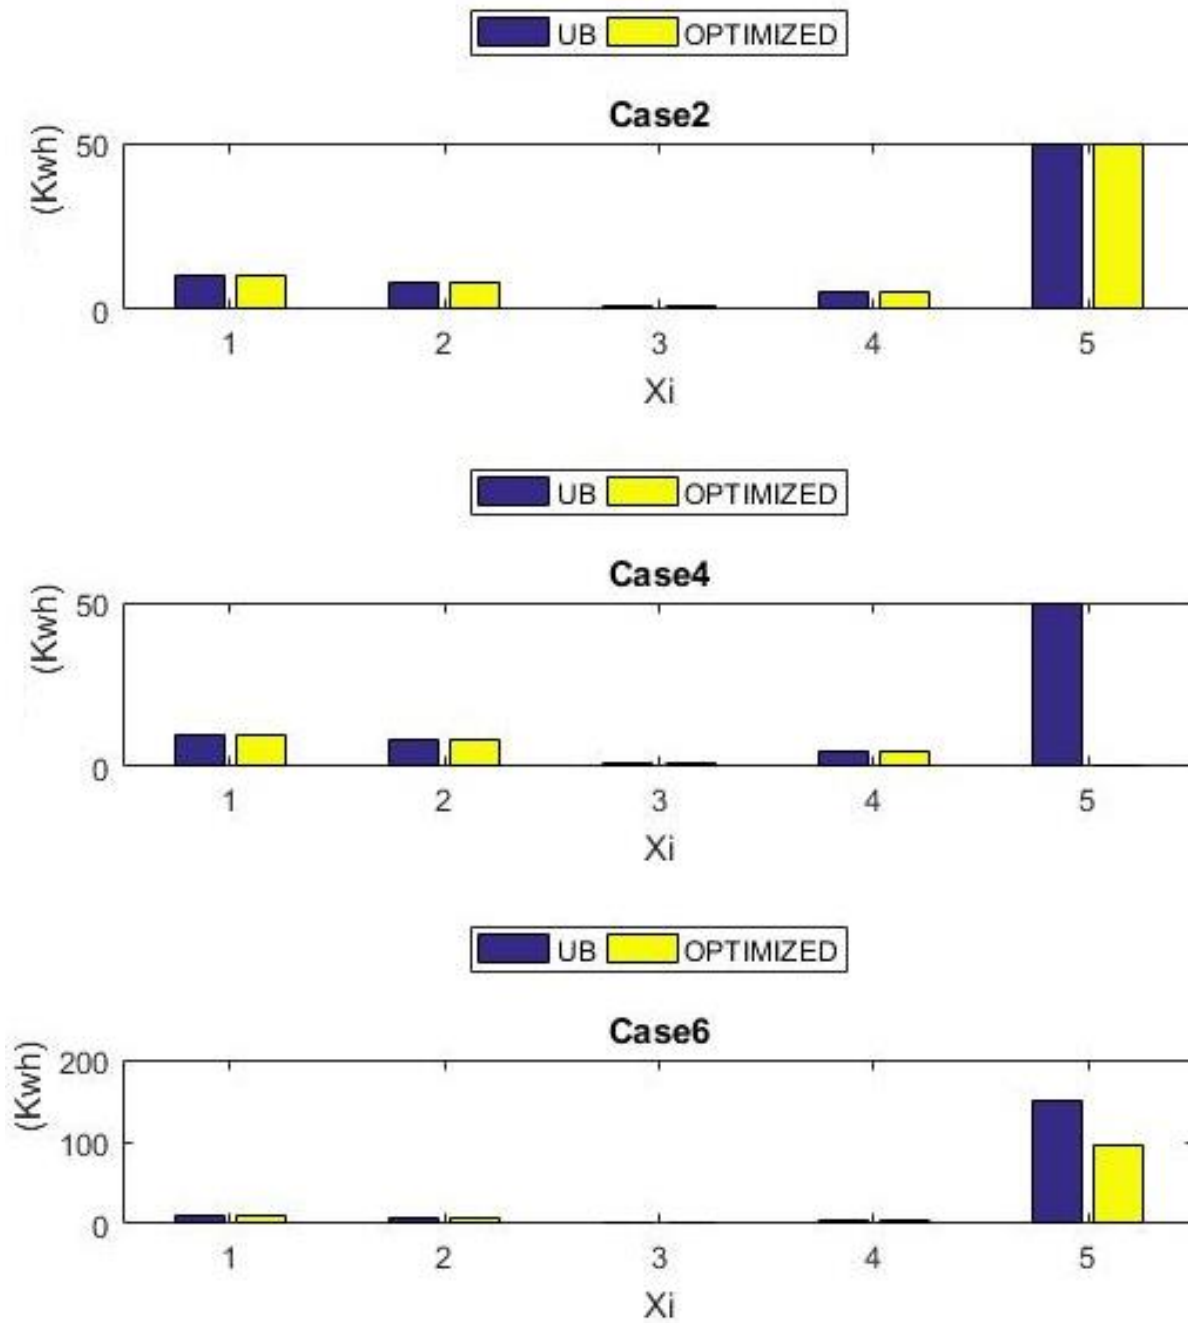 UB OPTIMIZED
Case2
(Kwh)
50
0
1 2 3 4 5
Xi
UB OPTIMIZED
Case4
(Kwh)
50
0
1 2 3 4 5
Xi
UB OPTIMIZED
Case6
(Kwh)
200
100
0
1 2 3 4 5
Xi